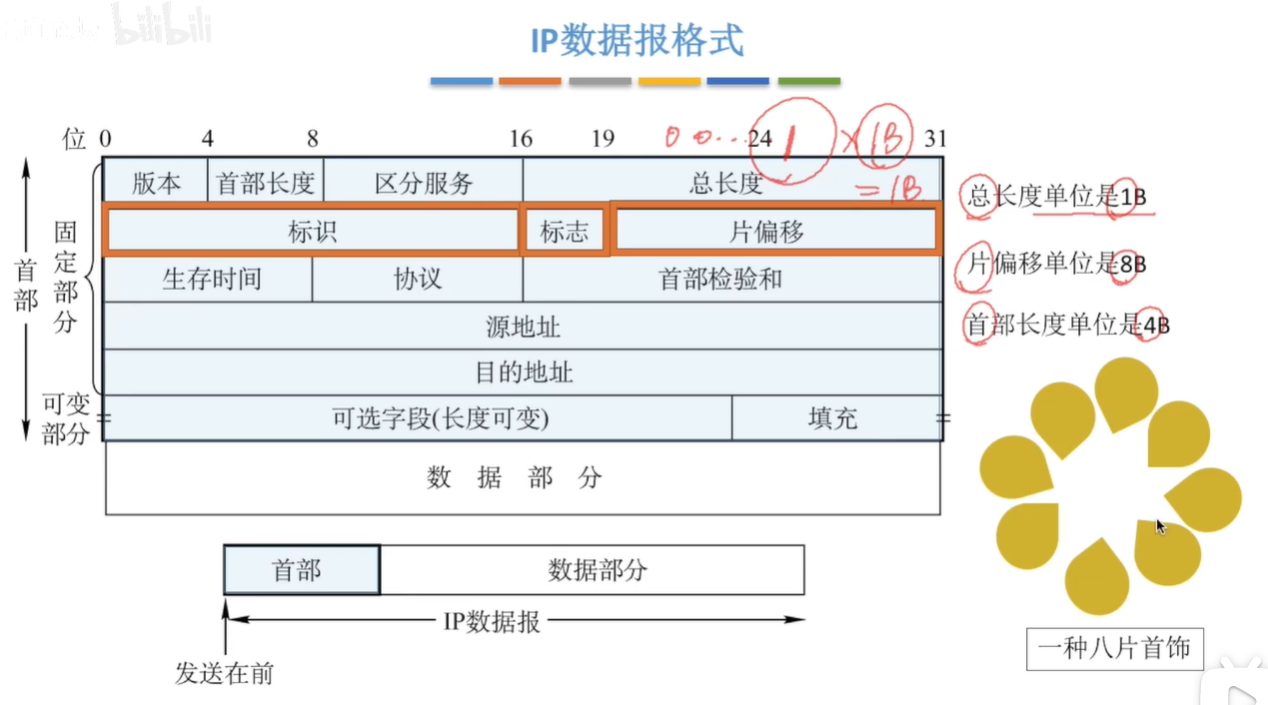 bilibili
IP数据报格式
位 0 4 8 16 19 24 31
0 0 ... 1 × 1B
= 1B
版本 首部长度 区分服务 总长度
标识 标志 片偏移
生存时间 协议 首部检验和
源地址
目的地址
可选字段(长度可变) 填充
数据部分
首部
固定部分
可变部分
总长度单位是1B
片偏移单位是8B
首部长度单位是4B
首部 数据部分
IP数据报
发送在前
一种八片首饰